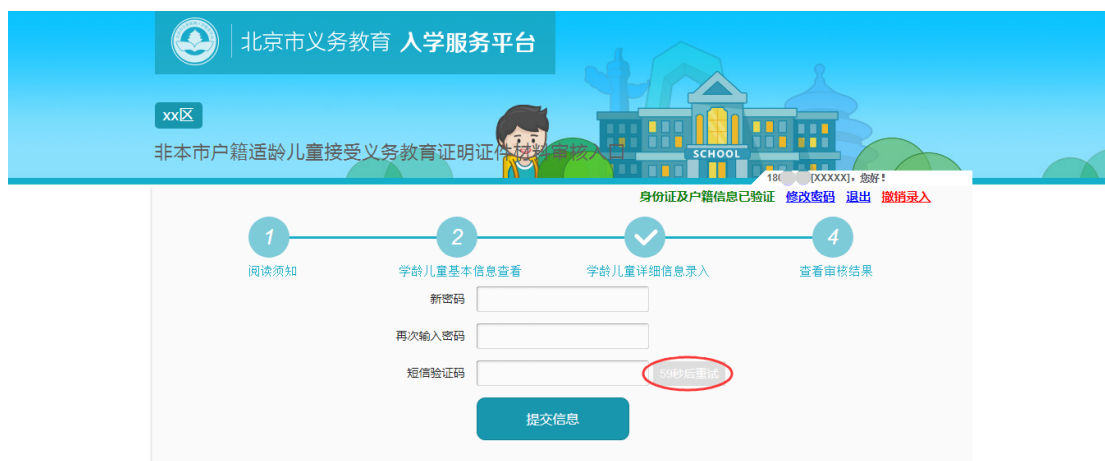 北京市义务教育 入学服务平台
xx区
非本市户籍适龄儿童接受义务教育证明证件材料审核入口
SCHOOL
18 [XXXXX]，您好！
身份证及户籍信息已验证 修改密码 退出 撤销录入
1 2 4
阅读须知 学龄儿童基本信息查看 学龄儿童详细信息录入 查看审核结果
新密码
再次输入密码
短信验证码 59秒后重试
提交信息